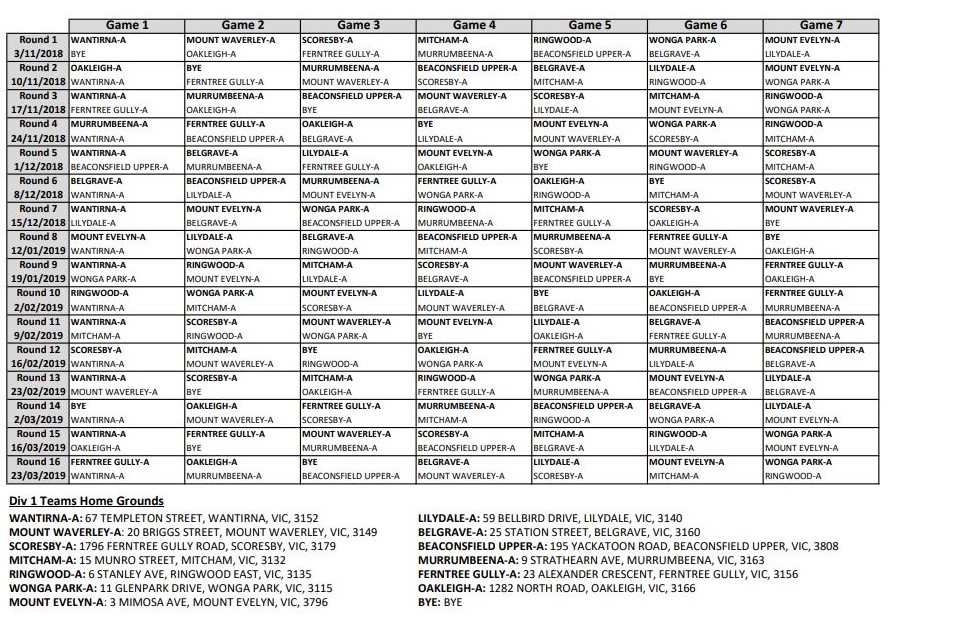 Game 1 Game 2 Game 3 Game 4 Game 5 Game 6 Game 7
Round 1 WANTIRNA-A MOUNT WAVERLEY-A SCORESBY-A MITCHAM-A RINGWOOD-A WONGA PARK-A MOUNT EVELYN-A
3/11/2018 BYE OAKLEIGH-A FERNTREE GULLY-A MURRUMBEENA-A BEACONSFIELD UPPER-A BELGRAVE-A LILYDALE-A
Round 2 OAKLEIGH-A BYE MURRUMBEENA-A BEACONSFIELD UPPER-A BELGRAVE-A LILYDALE-A MOUNT EVELYN-A
10/11/2018 WANTIRNA-A FERNTREE GULLY-A MOUNT WAVERLEY-A SCORESBY-A MITCHAM-A RINGWOOD-A WONGA PARK-A
Round 3 WANTIRNA-A MURRUMBEENA-A BEACONSFIELD UPPER-A MOUNT WAVERLEY-A SCORESBY-A MITCHAM-A RINGWOOD-A
17/11/2018 FERNTREE GULLY-A OAKLEIGH-A BYE BELGRAVE-A LILYDALE-A MOUNT EVELYN-A WONGA PARK-A
Round 4 MURRUMBEENA-A FERNTREE GULLY-A OAKLEIGH-A BYE MOUNT EVELYN-A WONGA PARK-A RINGWOOD-A
24/11/2018 WANTIRNA-A BEACONSFIELD UPPER-A BELGRAVE-A LILYDALE-A MOUNT WAVERLEY-A SCORESBY-A MITCHAM-A
Round 5 WANTIRNA-A BELGRAVE-A LILYDALE-A MOUNT EVELYN-A WONGA PARK-A MOUNT WAVERLEY-A SCORESBY-A
1/12/2018 BEACONSFIELD UPPER-A MURRUMBEENA-A FERNTREE GULLY-A OAKLEIGH-A BYE RINGWOOD-A MITCHAM-A
Round 6 BELGRAVE-A BEACONSFIELD UPPER-A MURRUMBEENA-A FERNTREE GULLY-A OAKLEIGH-A BYE SCORESBY-A
8/12/2018 WANTIRNA-A LILYDALE-A MOUNT EVELYN-A WONGA PARK-A RINGWOOD-A MITCHAM-A MOUNT WAVERLEY-A
Round 7 WANTIRNA-A MOUNT EVELYN-A WONGA PARK-A RINGWOOD-A MITCHAM-A SCORESBY-A MOUNT WAVERLEY-A
15/12/2018 LILYDALE-A BELGRAVE-A BEACONSFIELD UPPER-A MURRUMBEENA-A FERNTREE GULLY-A OAKLEIGH-A BYE
Round 8 MOUNT EVELYN-A LILYDALE-A BELGRAVE-A BEACONSFIELD UPPER-A MURRUMBEENA-A FERNTREE GULLY-A BYE
12/01/2019 WANTIRNA-A WONGA PARK-A RINGWOOD-A MITCHAM-A SCORESBY-A MOUNT WAVERLEY-A OAKLEIGH-A
Round 9 WANTIRNA-A RINGWOOD-A MITCHAM-A SCORESBY-A MOUNT WAVERLEY-A MURRUMBEENA-A FERNTREE GULLY-A
19/01/2019 WONGA PARK-A MOUNT EVELYN-A LILYDALE-A BELGRAVE-A BEACONSFIELD UPPER-A BYE OAKLEIGH-A
Round 10 RINGWOOD-A WONGA PARK-A MOUNT EVELYN-A LILYDALE-A BYE OAKLEIGH-A FERNTREE GULLY-A
2/02/2019 WANTIRNA-A MITCHAM-A SCORESBY-A MOUNT WAVERLEY-A BELGRAVE-A BEACONSFIELD UPPER-A MURRUMBEENA-A
Round 11 WANTIRNA-A SCORESBY-A MOUNT WAVERLEY-A MOUNT EVELYN-A LILYDALE-A BELGRAVE-A BEACONSFIELD UPPER-A
9/02/2019 MITCHAM-A RINGWOOD-A WONGA PARK-A BYE OAKLEIGH-A FERNTREE GULLY-A MURRUMBEENA-A
Round 12 SCORESBY-A MITCHAM-A BYE OAKLEIGH-A FERNTREE GULLY-A MURRUMBEENA-A BEACONSFIELD UPPER-A
16/02/2019 WANTIRNA-A MOUNT WAVERLEY-A RINGWOOD-A WONGA PARK-A MOUNT EVELYN-A LILYDALE-A BELGRAVE-A
Round 13 WANTIRNA-A SCORESBY-A MITCHAM-A RINGWOOD-A WONGA PARK-A MOUNT EVELYN-A LILYDALE-A
23/02/2019 MOUNT WAVERLEY-A BYE OAKLEIGH-A FERNTREE GULLY-A MURRUMBEENA-A BEACONSFIELD UPPER-A BELGRAVE-A
Round 14 BYE OAKLEIGH-A FERNTREE GULLY-A MURRUMBEENA-A BEACONSFIELD UPPER-A BELGRAVE-A LILYDALE-A
2/03/2019 WANTIRNA-A MOUNT WAVERLEY-A SCORESBY-A MITCHAM-A RINGWOOD-A WONGA PARK-A MOUNT EVELYN-A
Round 15 WANTIRNA-A FERNTREE GULLY-A MOUNT WAVERLEY-A SCORESBY-A MITCHAM-A RINGWOOD-A WONGA PARK-A
16/03/2019 OAKLEIGH-A BYE MURRUMBEENA-A BEACONSFIELD UPPER-A BELGRAVE-A LILYDALE-A MOUNT EVELYN-A
Round 16 FERNTREE GULLY-A OAKLEIGH-A BYE BELGRAVE-A LILYDALE-A MOUNT EVELYN-A WONGA PARK-A
23/03/2019 WANTIRNA-A MURRUMBEENA-A BEACONSFIELD UPPER-A MOUNT WAVERLEY-A SCORESBY-A MITCHAM-A RINGWOOD-A
Div 1 Teams Home Grounds
WANTIRNA-A: 67 TEMPLETON STREET, WANTIRNA, VIC, 3152
MOUNT WAVERLEY-A: 20 BRIGGS STREET, MOUNT WAVERLEY, VIC, 3149
SCORESBY-A: 1796 FERNTREE GULLY ROAD, SCORESBY, VIC, 3179
MITCHAM-A: 15 MUNRO STREET, MITCHAM, VIC, 3132
RINGWOOD-A: 6 STANLEY AVE, RINGWOOD EAST, VIC, 3135
WONGA PARK-A: 11 GLENPARK DRIVE, WONGA PARK, VIC, 3115
MOUNT EVELYN-A: 3 MIMOSA AVE, MOUNT EVELYN, VIC, 3796
LILYDALE-A: 59 BELLBIRD DRIVE, LILYDALE, VIC, 3140
BELGRAVE-A: 25 STATION STREET, BELGRAVE, VIC, 3160
BEACONSFIELD UPPER-A: 195 YACKATOON ROAD, BEACONSFIELD UPPER, VIC, 3808
MURRUMBEENA-A: 9 STRATHEARN AVE, MURRUMBEENA, VIC, 3163
FERNTREE GULLY-A: 23 ALEXANDER CRESCENT, FERNTREE GULLY, VIC, 3156
OAKLEIGH-A: 1282 NORTH ROAD, OAKLEIGH, VIC, 3166
BYE: BYE